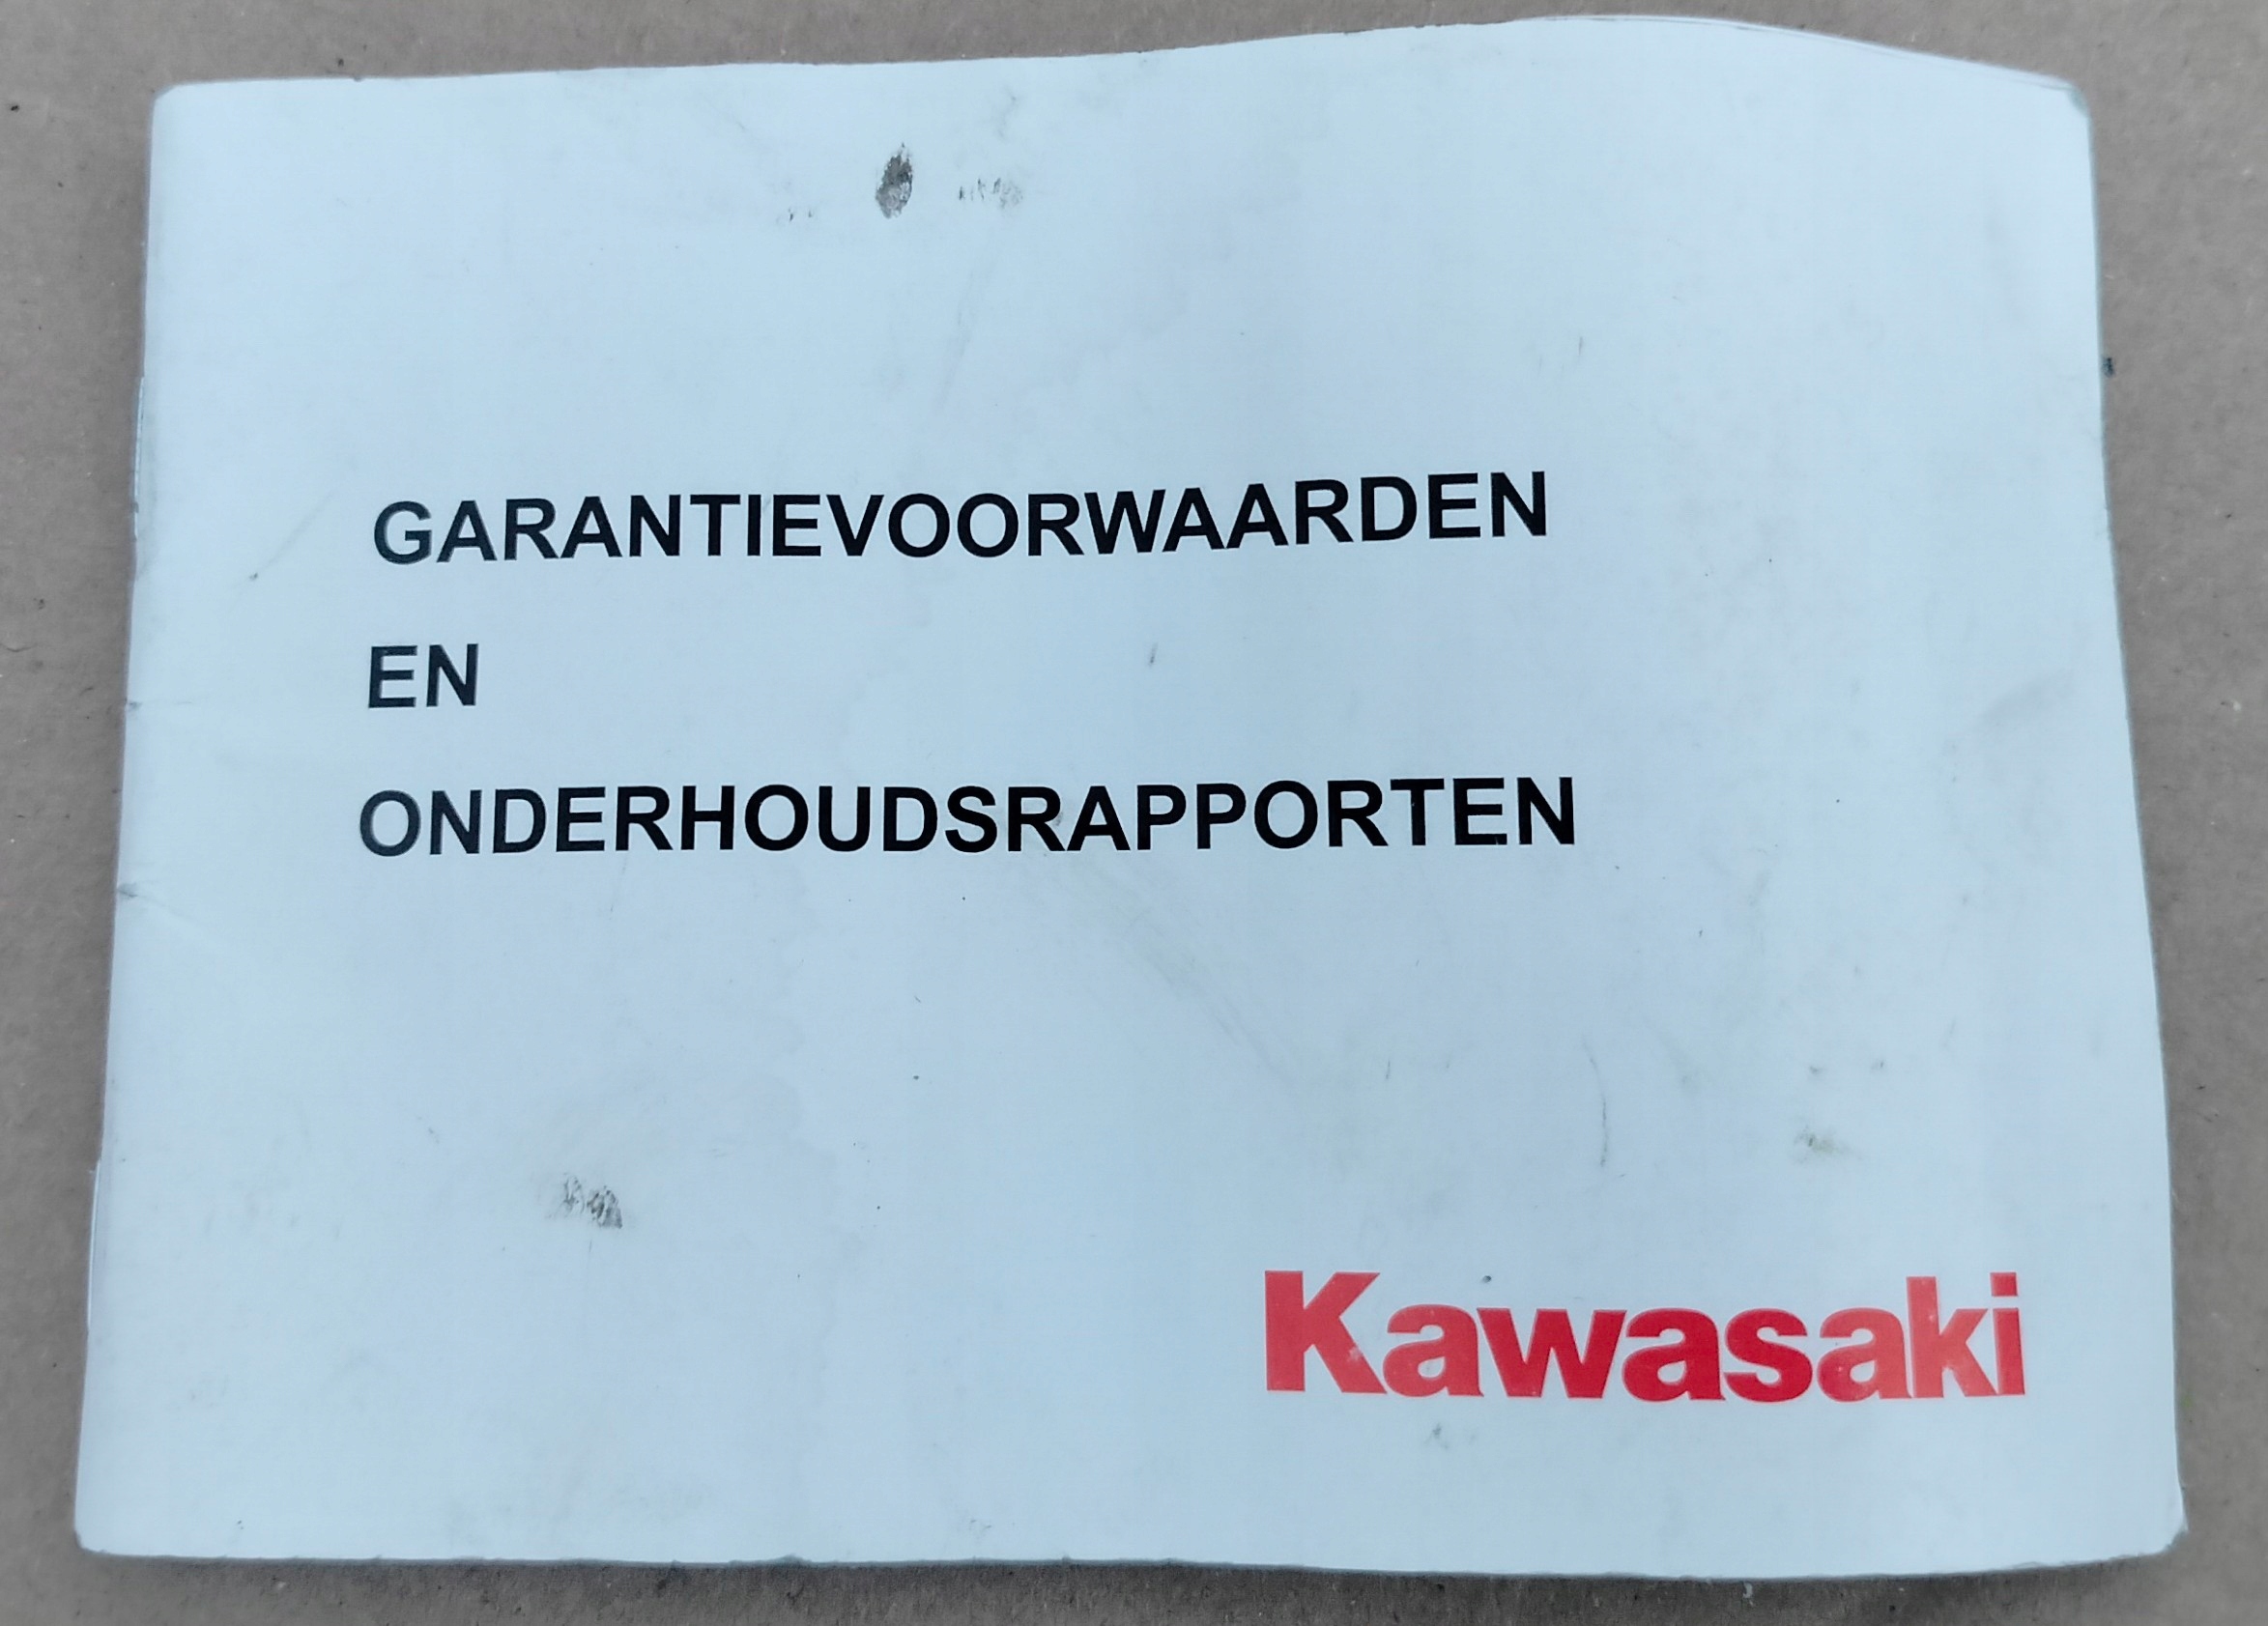 GARANTIEVOORWAARDEN
EN
ONDERHOUDSRAPPORTEN
Kawasaki